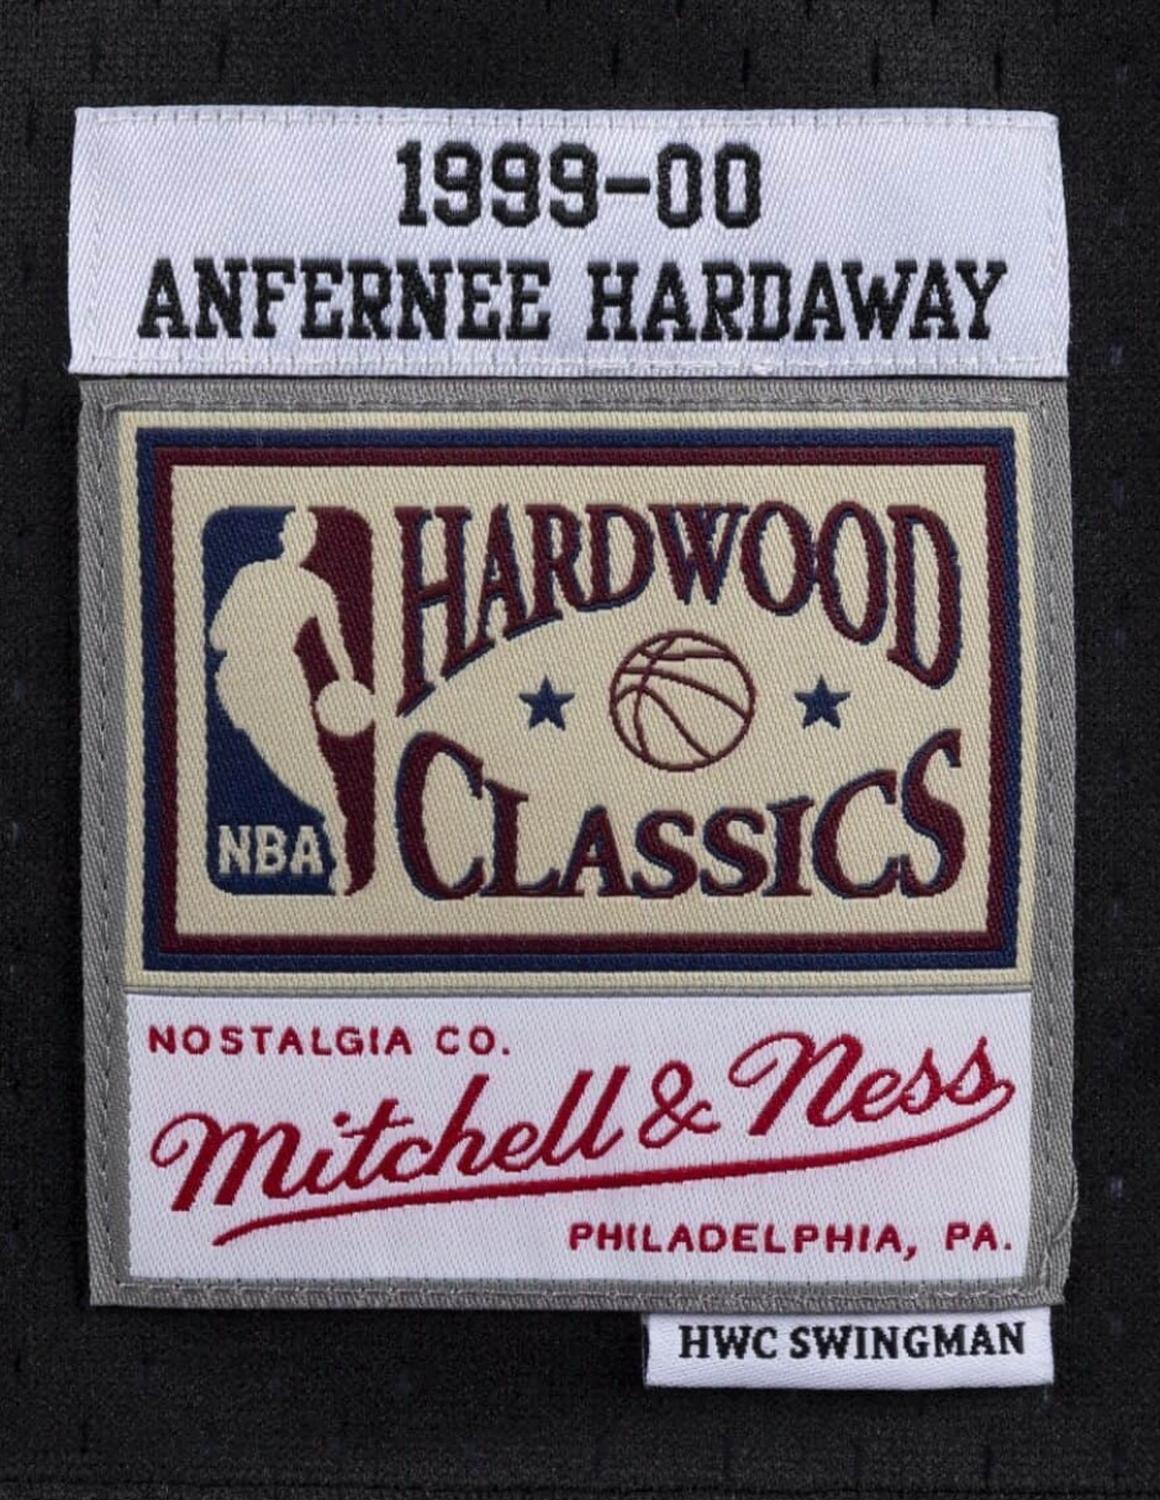 1999-00
ANFERNEE HARDAWAY
HARDWOOD
CLASSICS
NBA
NOSTALGIA CO.
Mitchell & Ness
PHILADELPHIA, PA.
HWC SWINGMAN